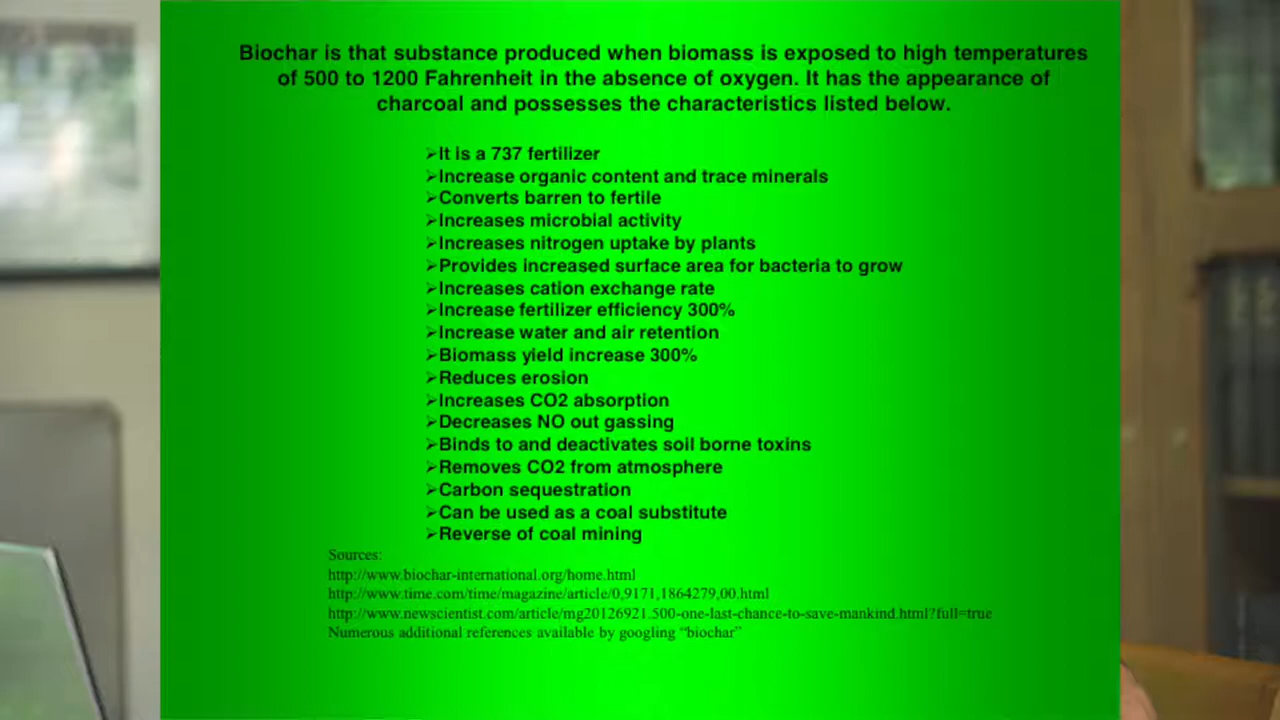 Biochar is that substance produced when biomass is exposed to high temperatures
of 500 to 1200 Fahrenheit in the absence of oxygen. It has the appearance of
charcoal and possesses the characteristics listed below.
➢It is a 737 fertilizer
➢Increase organic content and trace minerals
➢Converts barren to fertile
➢Increases microbial activity
➢Increases nitrogen uptake by plants
➢Provides increased surface area for bacteria to grow
➢Increases cation exchange rate
➢Increase fertilizer efficiency 300%
➢Increase water and air retention
➢Biomass yield increase 300%
➢Reduces erosion
➢Increases CO2 absorption
➢Decreases NO out gassing
➢Binds to and deactivates soil borne toxins
➢Removes CO2 from atmosphere
➢Carbon sequestration
➢Can be used as a coal substitute
➢Reverse of coal mining
Sources:
http://www.biochar-international.org/home.html
http://www.time.com/time/magazine/article/0,9171,1864279,00.html
http://www.newscientist.com/article/mg20126921.500-one-last-chance-to-save-mankind.html?full=true
Numerous additional references available by googling “biochar”